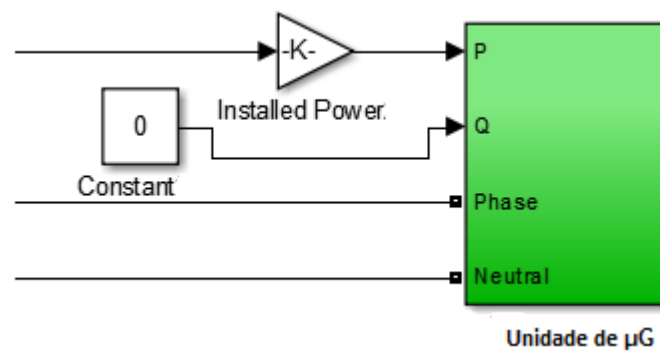 -K-
P
Installed Power
0
Q
Constant
Phase
Neutral
Unidade de µG